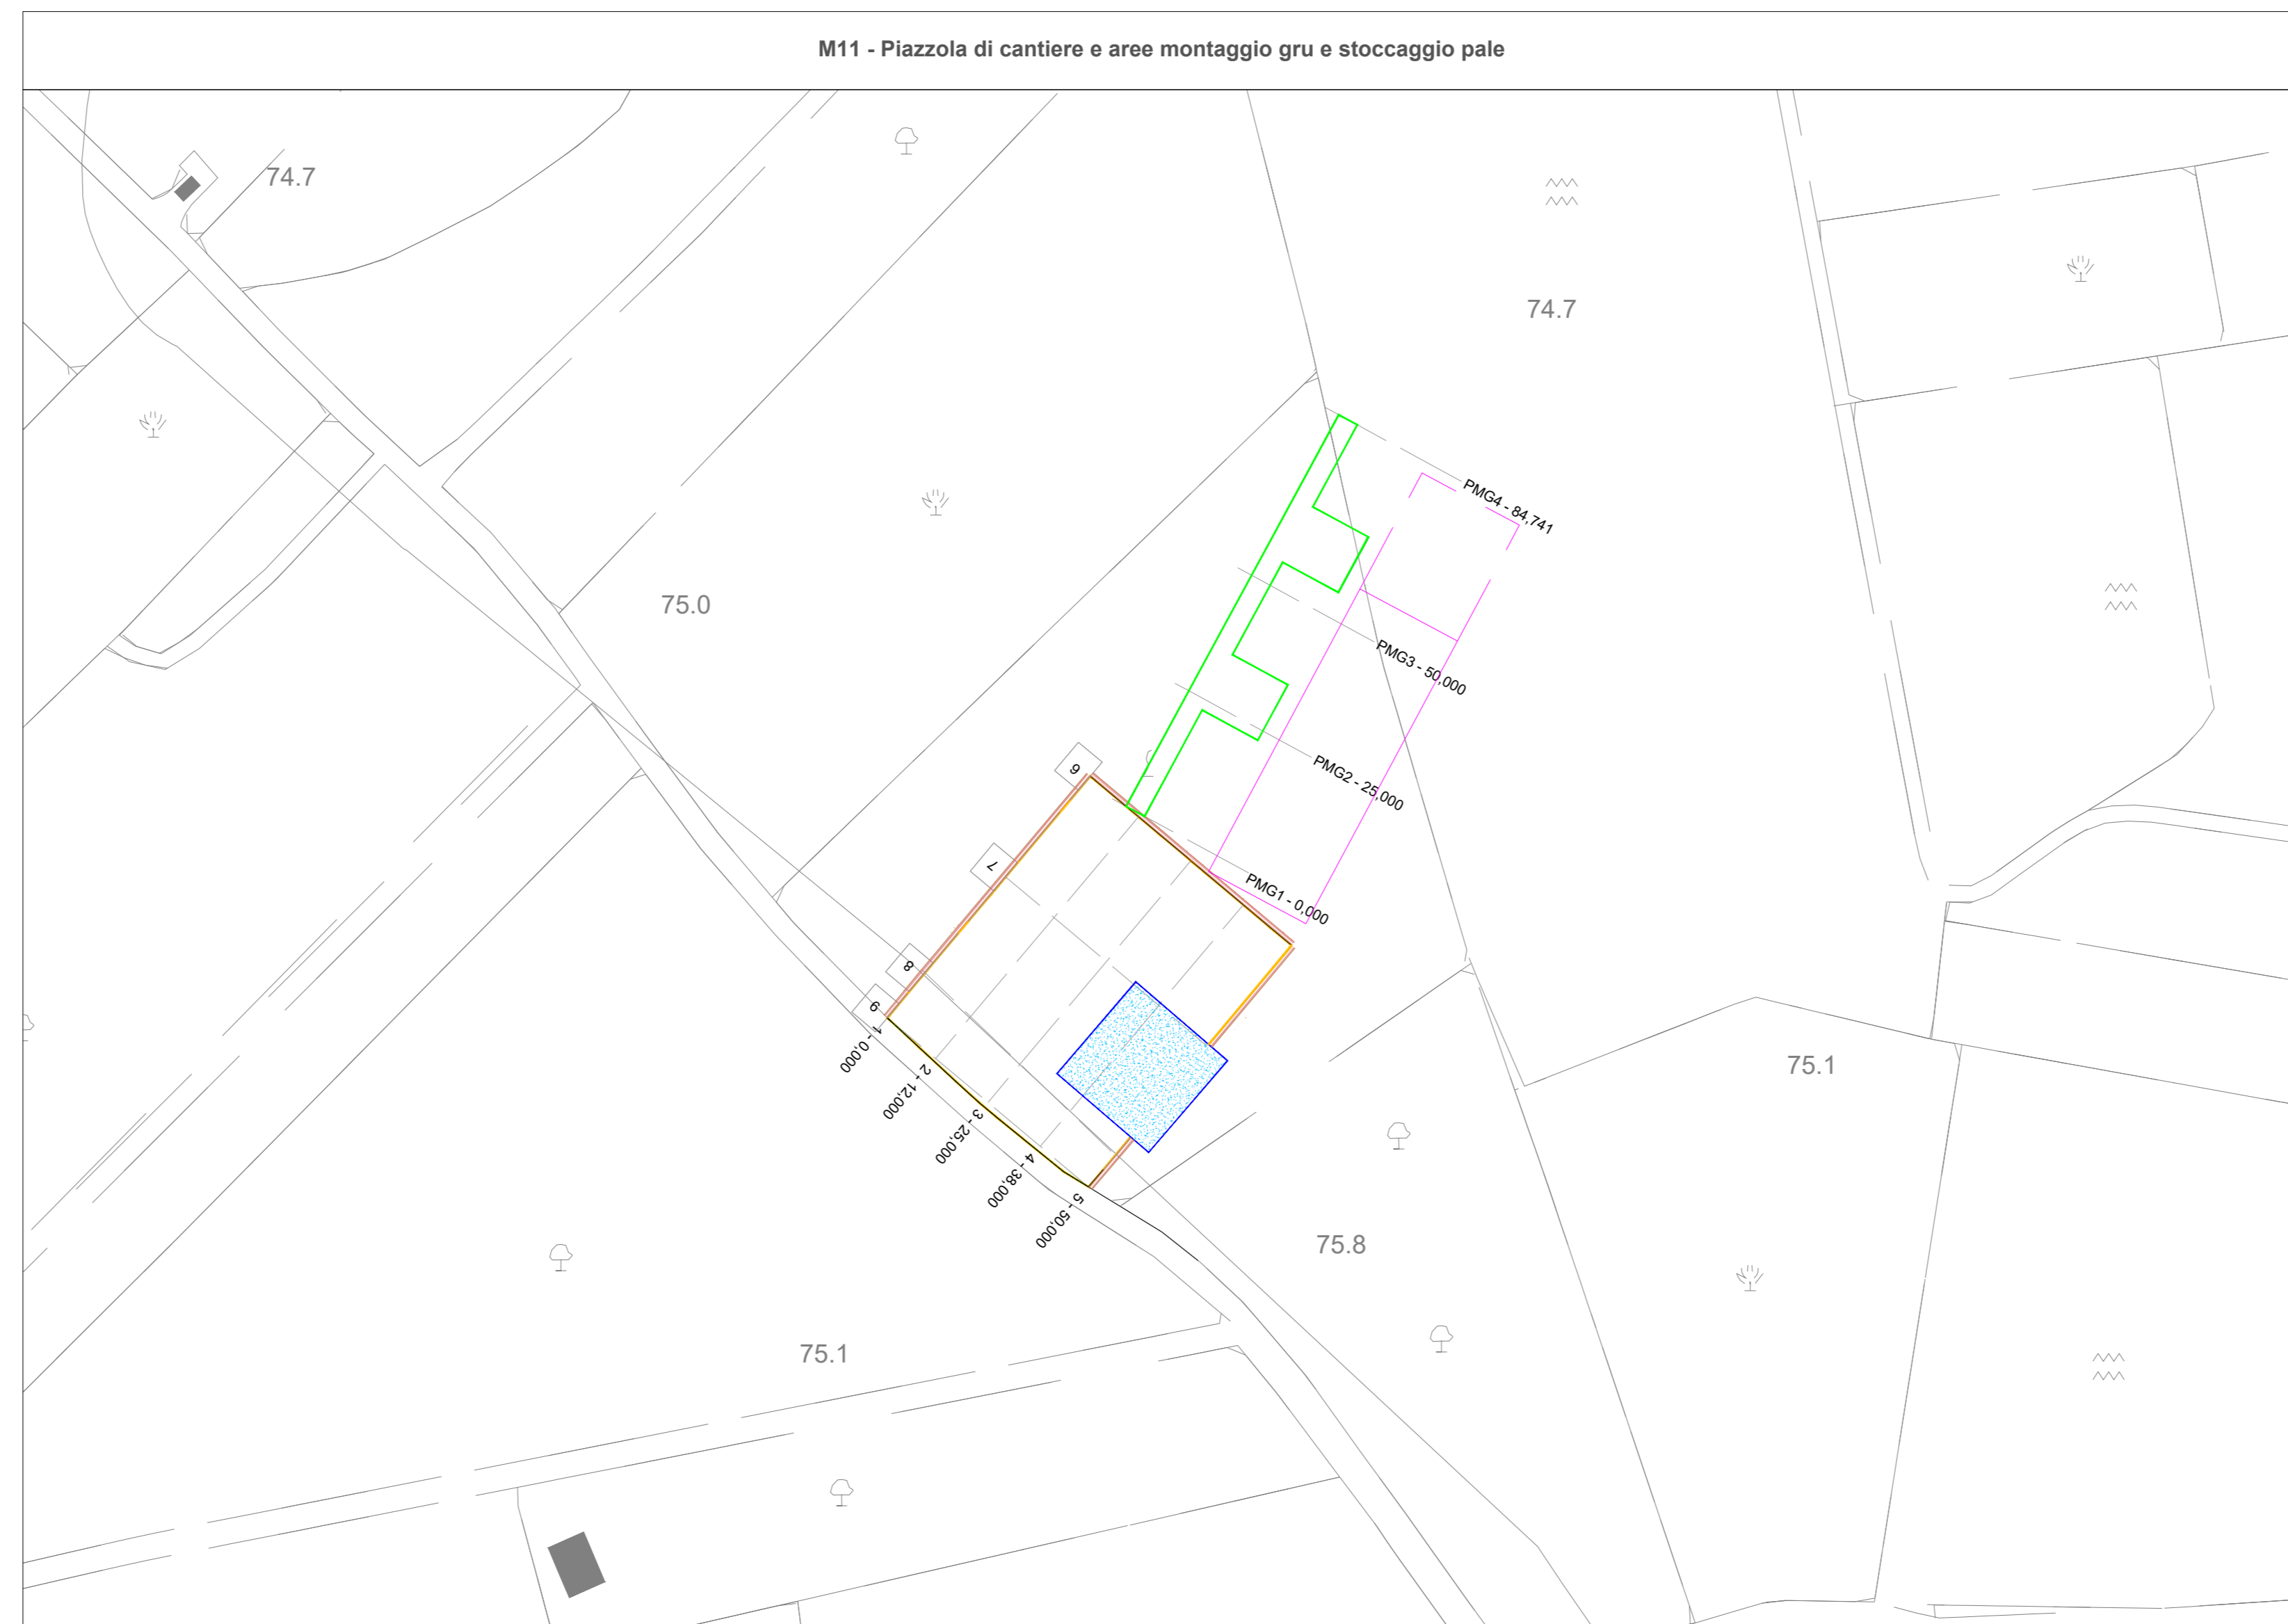 M11 - Piazzola di cantiere e aree montaggio gru e stoccaggio pale
74.7
74.7
PMG4 - 84,741
75.0
PMG3 - 50,000
PMG2 - 25,000
6
7
PMG1 - 0,000
8
9
1 - 0,000
2 - 12,000
3 - 25,000
4 - 38,000
5 - 50,000
75.1
75.8
75.1